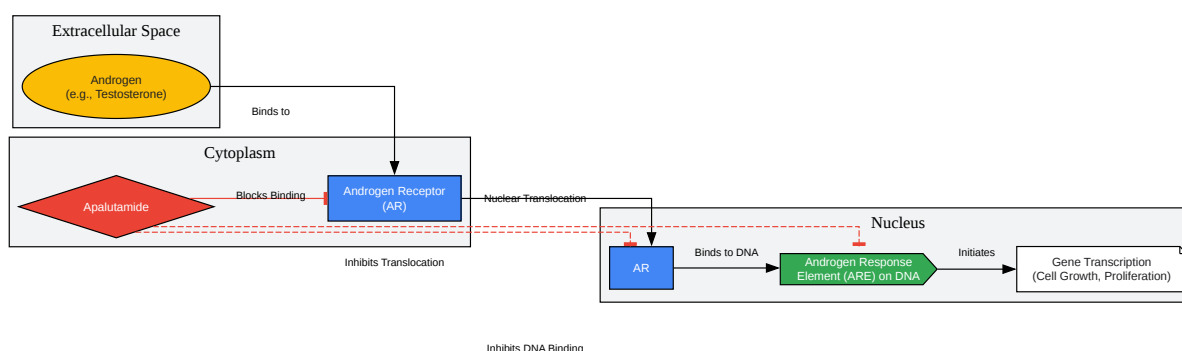 Extracellular Space
Androgen
(e.g., Testosterone)
Binds to
Cytoplasm
Apalutamide
Blocks Binding
Androgen Receptor
(AR)
Nuclear Translocation
Inhibits Translocation
Nucleus
AR
Binds to DNA
Androgen Response
Element (ARE) on DNA
Initiates
Gene Transcription
(Cell Growth, Proliferation)
Inhibits DNA Binding